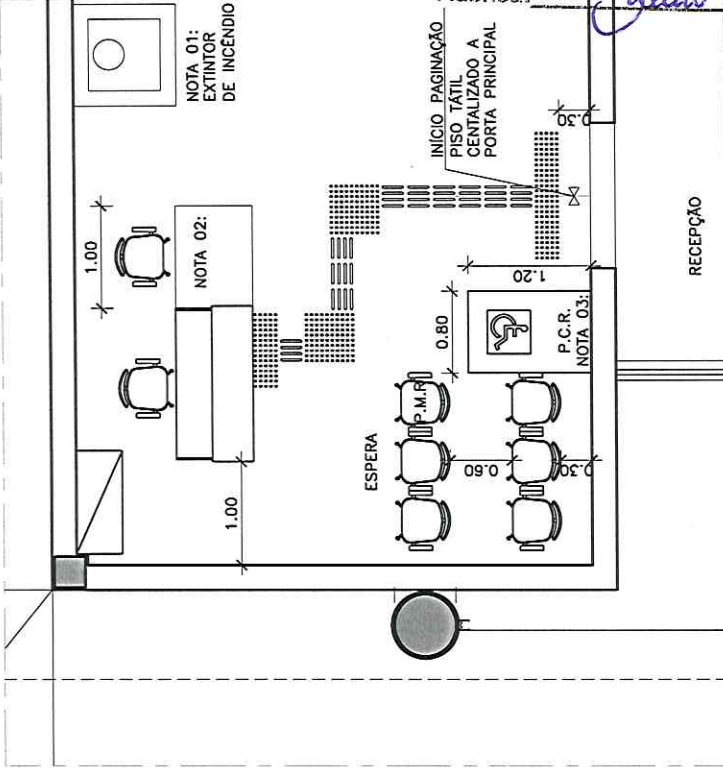 NOTA 01:
EXTINTOR
DE INCÊNDIO
1.00
NOTA 02:
1.00
INÍCIO PAGINAÇÃO
PISO TÁTIL
CENTALIZADO A
PORTA PRINCIPAL
0.30
1.20
0.80
P.C.R.
NOTA 03:
ESPERA
P.M.R
0.60
0.30
RECEPÇÃO